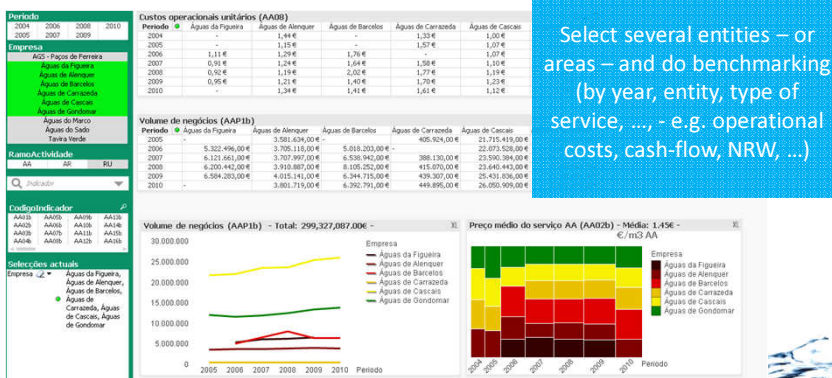 Periodo
2004 2006 2008 2010
2005 2007 2009
Empresa
AGS - Paços de Ferreira
Águas da Figueira
Águas de Alenquer
Águas de Barcelos
Águas de Carrazeda
Águas de Cascais
Águas de Gondomar
Águas do Marco
Águas do Sado
Tavira Verde
RamoActividade
AA AR RU
Indicador
CodigoIndicador
AA01b AA05b AA09b AA13b
AA02b AA06b AA10b AA14b
AA03b AA07b AA11b AA15b
AA04b AA08b AA12b AA16b
Selecções actuais
Empresa Águas da Figueira,
Águas de Alenquer,
Águas de Barcelos,
Águas de
Carrazeda, Águas
de Cascais, Águas
de Gondomar
Custos operacionais unitários (AA08)
Periodo Águas da Figueira Águas de Alenquer Águas de Barcelos Águas de Carrazeda Águas de Cascais
2004 - 1,44 € - 1,33 € 1,00 €
2005 - 1,15 € - 1,57 € 1,07 €
2006 1,11 € 1,29 € 1,76 € - 1,07 €
2007 0,91 € 1,24 € 1,64 € 1,58 € 1,10 €
2008 0,92 € 1,19 € 2,02 € 1,77 € 1,19 €
2009 0,95 € 1,21 € 1,40 € 1,70 € 1,23 €
2010 - 1,34 € 1,41 € 1,61 € 1,12 €
Volume de negócios (AAP1b)
Periodo Águas da Figueira Águas de Alenquer Águas de Barcelos Águas de Carrazeda Águas de Cascais
2005 - 3.581.634,00 € - 405.924,00 € 21.715.419,00 €
2006 5.322.496,00 € 3.705.118,00 € 5.018.203,00 € - 22.073.528,00 €
2007 6.121.661,00 € 3.707.997,00 € 6.538.942,00 € 388.130,00 € 23.590.384,00 €
2008 6.200.442,00 € 3.910.887,00 € 8.105.252,00 € 415.070,00 € 23.640.443,00 €
2009 6.584.283,00 € 4.015.141,00 € 6.344.715,00 € 439.307,00 € 25.431.836,00 €
2010 - 3.801.719,00 € 6.392.791,00 € 449.895,00 € 26.050.909,00 €
Select several entities – or
areas – and do benchmarking
(by year, entity, type of
service, ..., - e.g. operational
costs, cash-flow, NRW, ...)
Volume de negócios (AAP1b) - Total: 299,327,087.00€ - XL
30.000.000
25.000.000
20.000.000
15.000.000
10.000.000
5.000.000
0
2005 2006 2007 2008 2009 2010 Periodo
Empresa
Águas da Figueira
Águas de Alenquer
Águas de Barcelos
Águas de Carrazeda
Águas de Cascais
Águas de Gondomar
Preço médio do serviço AA (AA02b) - Média: 1.45€ - XL
€/m3 AA
2004 2005 2006 2007 2008 2009 2010 Periodo
Empresa
Águas da Figueira
Águas de Alenquer
Águas de Barcelos
Águas de Carrazeda
Águas de Cascais
Águas de Gondomar